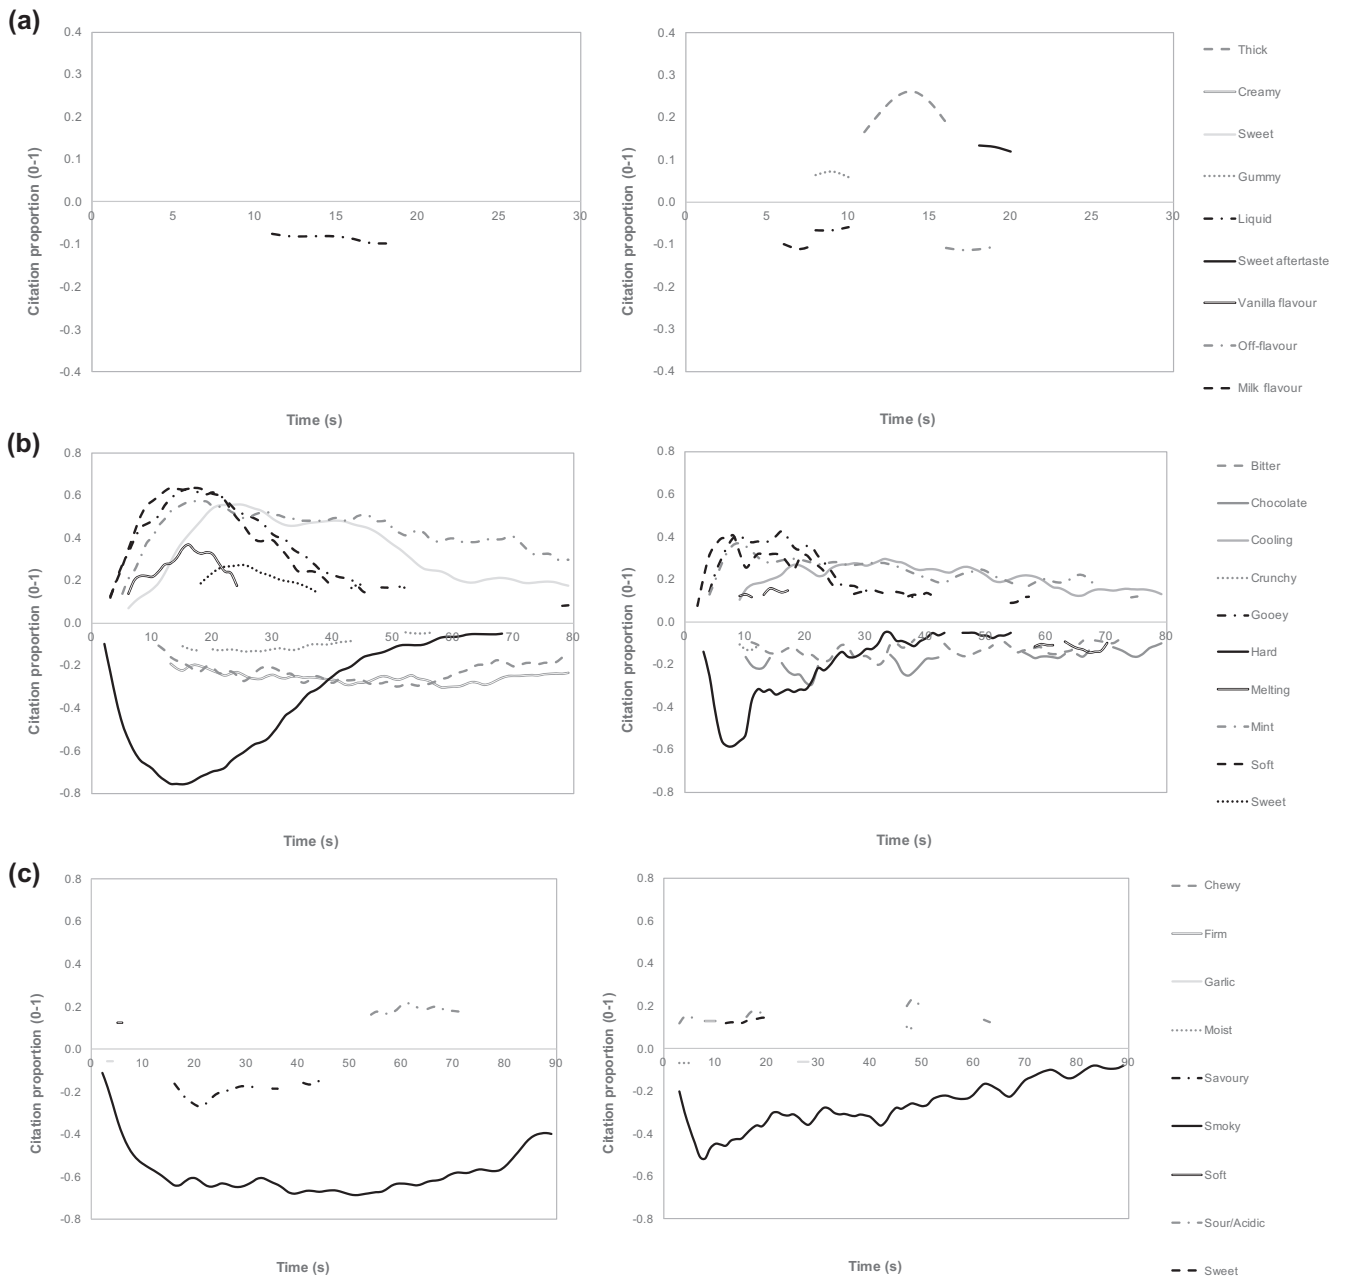 (a)
0.4
0.3
0.2
0.1
0.0
-0.1
-0.2
-0.3
-0.4
0 5 10 15 20 25 30
Citation proportion (0-1)
Time (s)
0.4
0.3
0.2
0.1
0.0
-0.1
-0.2
-0.3
-0.4
0 5 10 15 20 25 30
Citation proportion (0-1)
Time (s)
Thick
Creamy
Sweet
Gummy
Liquid
Sweet aftertaste
Vanilla flavour
Off-flavour
Milk flavour
(b)
0.8
0.6
0.4
0.2
0.0
-0.2
-0.4
-0.6
-0.8
10 20 30 40 50 60 70 80
Citation proportion (0-1)
Time (s)
0.8
0.6
0.4
0.2
0.0
-0.2
-0.4
-0.6
-0.8
0 10 20 30 40 50 60 70 80
Citation proportion (0-1)
Time (s)
Bitter
Chocolate
Cooling
Crunchy
Gooey
Hard
Melting
Mint
Soft
Sweet
(c)
0.8
0.6
0.4
0.2
0.0
-0.2
-0.4
-0.6
-0.8
0 10 20 30 40 50 60 70 80 90
Citation proportion (0-1)
Time (s)
0.8
0.6
0.4
0.2
0.0
-0.2
-0.4
-0.6
-0.8
0 10 20 30 40 50 60 70 80 90
Citation proportion (0-1)
Time (s)
Chewy
Firm
Garlic
Moist
Savoury
Smoky
Soft
Sour/Acidic
Sweet